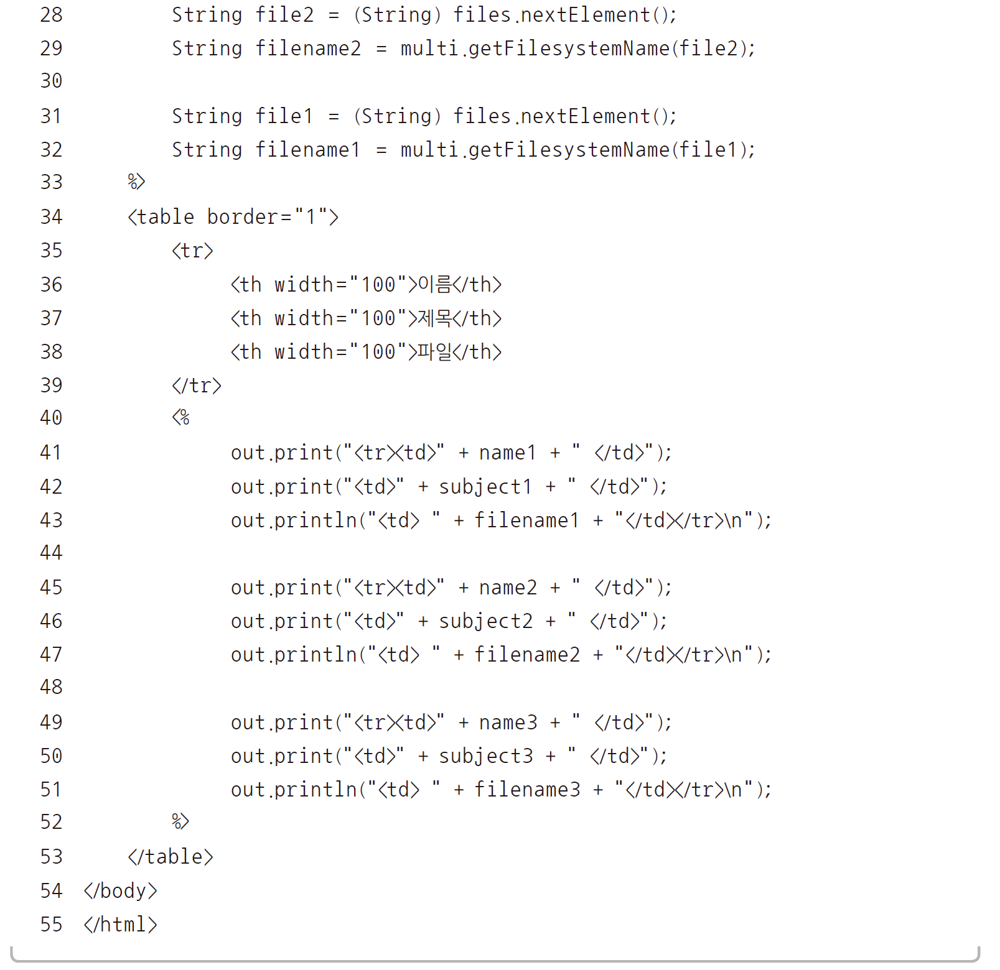 28 String file2 = (String) files.nextElement();
29 String filename2 = multi.getFilesystemName(file2);
30
31 String file1 = (String) files.nextElement();
32 String filename1 = multi.getFilesystemName(file1);
33 %>
34 <table border="1">
35 <tr>
36 <th width="100">이름</th>
37 <th width="100">제목</th>
38 <th width="100">파일</th>
39 </tr>
40 <%
41 out.print("<tr><td>" + name1 + " </td>");
42 out.print("<td>" + subject1 + " </td>");
43 out.println("<td> " + filename1 + "</td></tr>\n");
44
45 out.print("<tr><td>" + name2 + " </td>");
46 out.print("<td>" + subject2 + " </td>");
47 out.println("<td> " + filename2 + "</td></tr>\n");
48
49 out.print("<tr><td>" + name3 + " </td>");
50 out.print("<td>" + subject3 + " </td>");
51 out.println("<td> " + filename3 + "</td></tr>\n");
52 %>
53 </table>
54 </body>
55 </html>